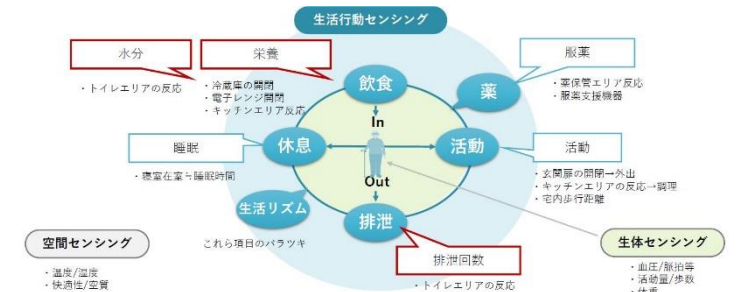 生活行動センシング
水分
・トイレエリアの反応
栄養
・冷蔵庫の開閉
・電子レンジ開閉
・キッチンエリア反応
飲食
In
薬
服薬
・薬保管エリア反応
・服薬支援機器
睡眠
・寝室在室≒睡眠時間
休息
活動
活動
・玄関扉の開閉→外出
・キッチンエリアの反応→調理
・宅内歩行距離
Out
生活リズム
これら項目のバラツキ
排泄
排泄回数
・トイレエリアの反応
空間センシング
・温度/湿度
・快適性/空質
生体センシング
・血圧/脈拍等
・活動量/歩数
・体重